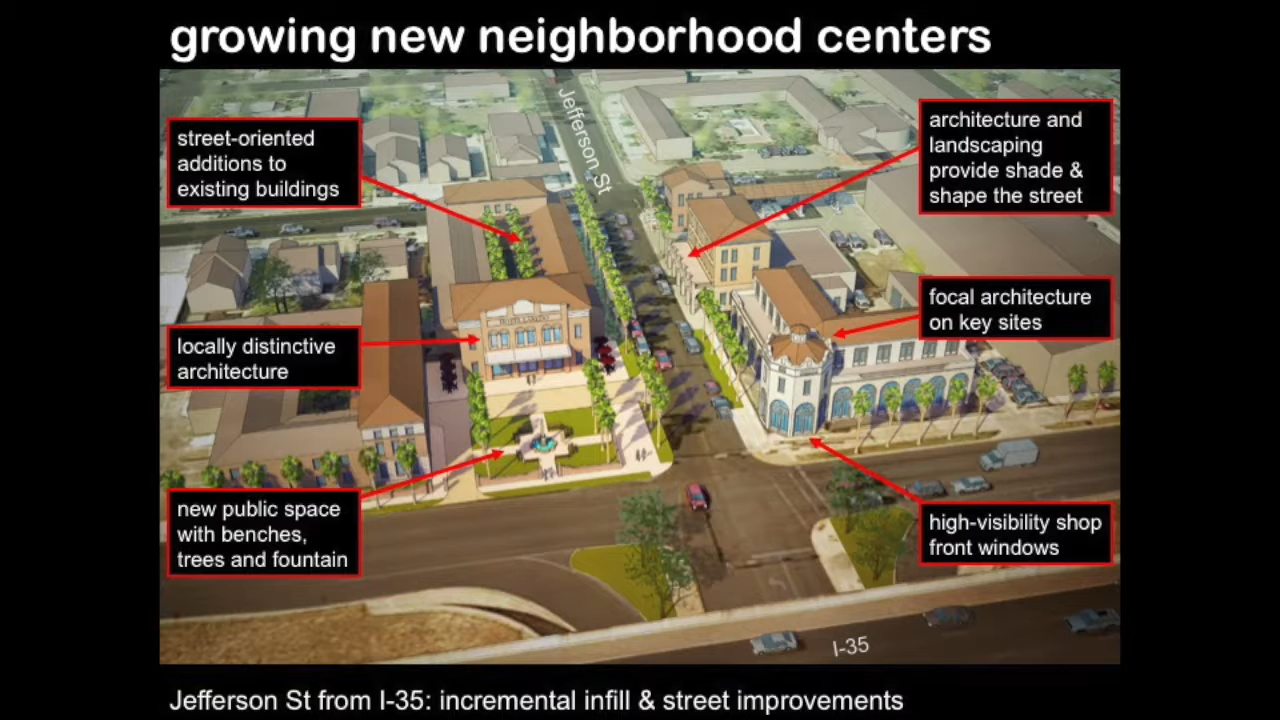 growing new neighborhood centers
Jefferson St
street-oriented
additions to
existing buildings
architecture and
landscaping
provide shade &
shape the street
focal architecture
on key sites
locally distinctive
architecture
new public space
with benches,
trees and fountain
high-visibility shop
front windows
I-35
Jefferson St from I-35: incremental infill & street improvements